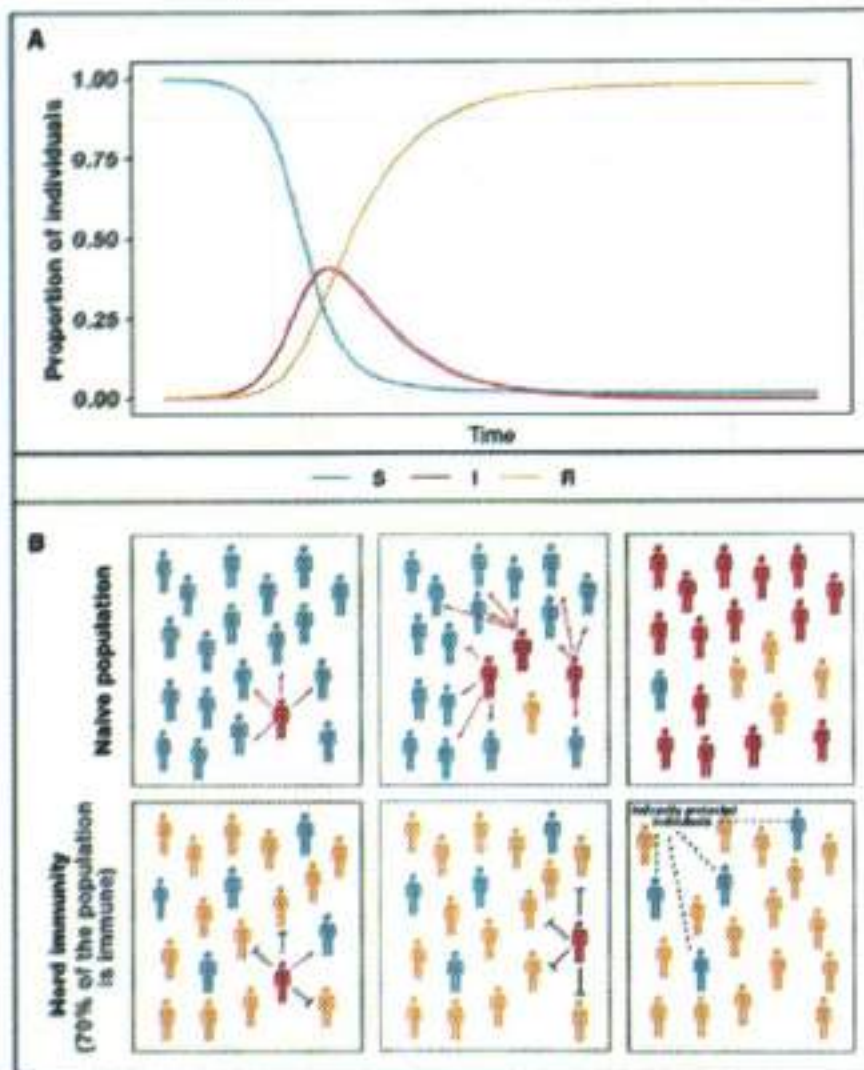 A
Proportion of individuals
1.00
0.75
0.50
0.25
0.00
Time
S I R
B
Naive population
Herd immunity
(70% of the population
is immune)
Indirectly protected
individuals